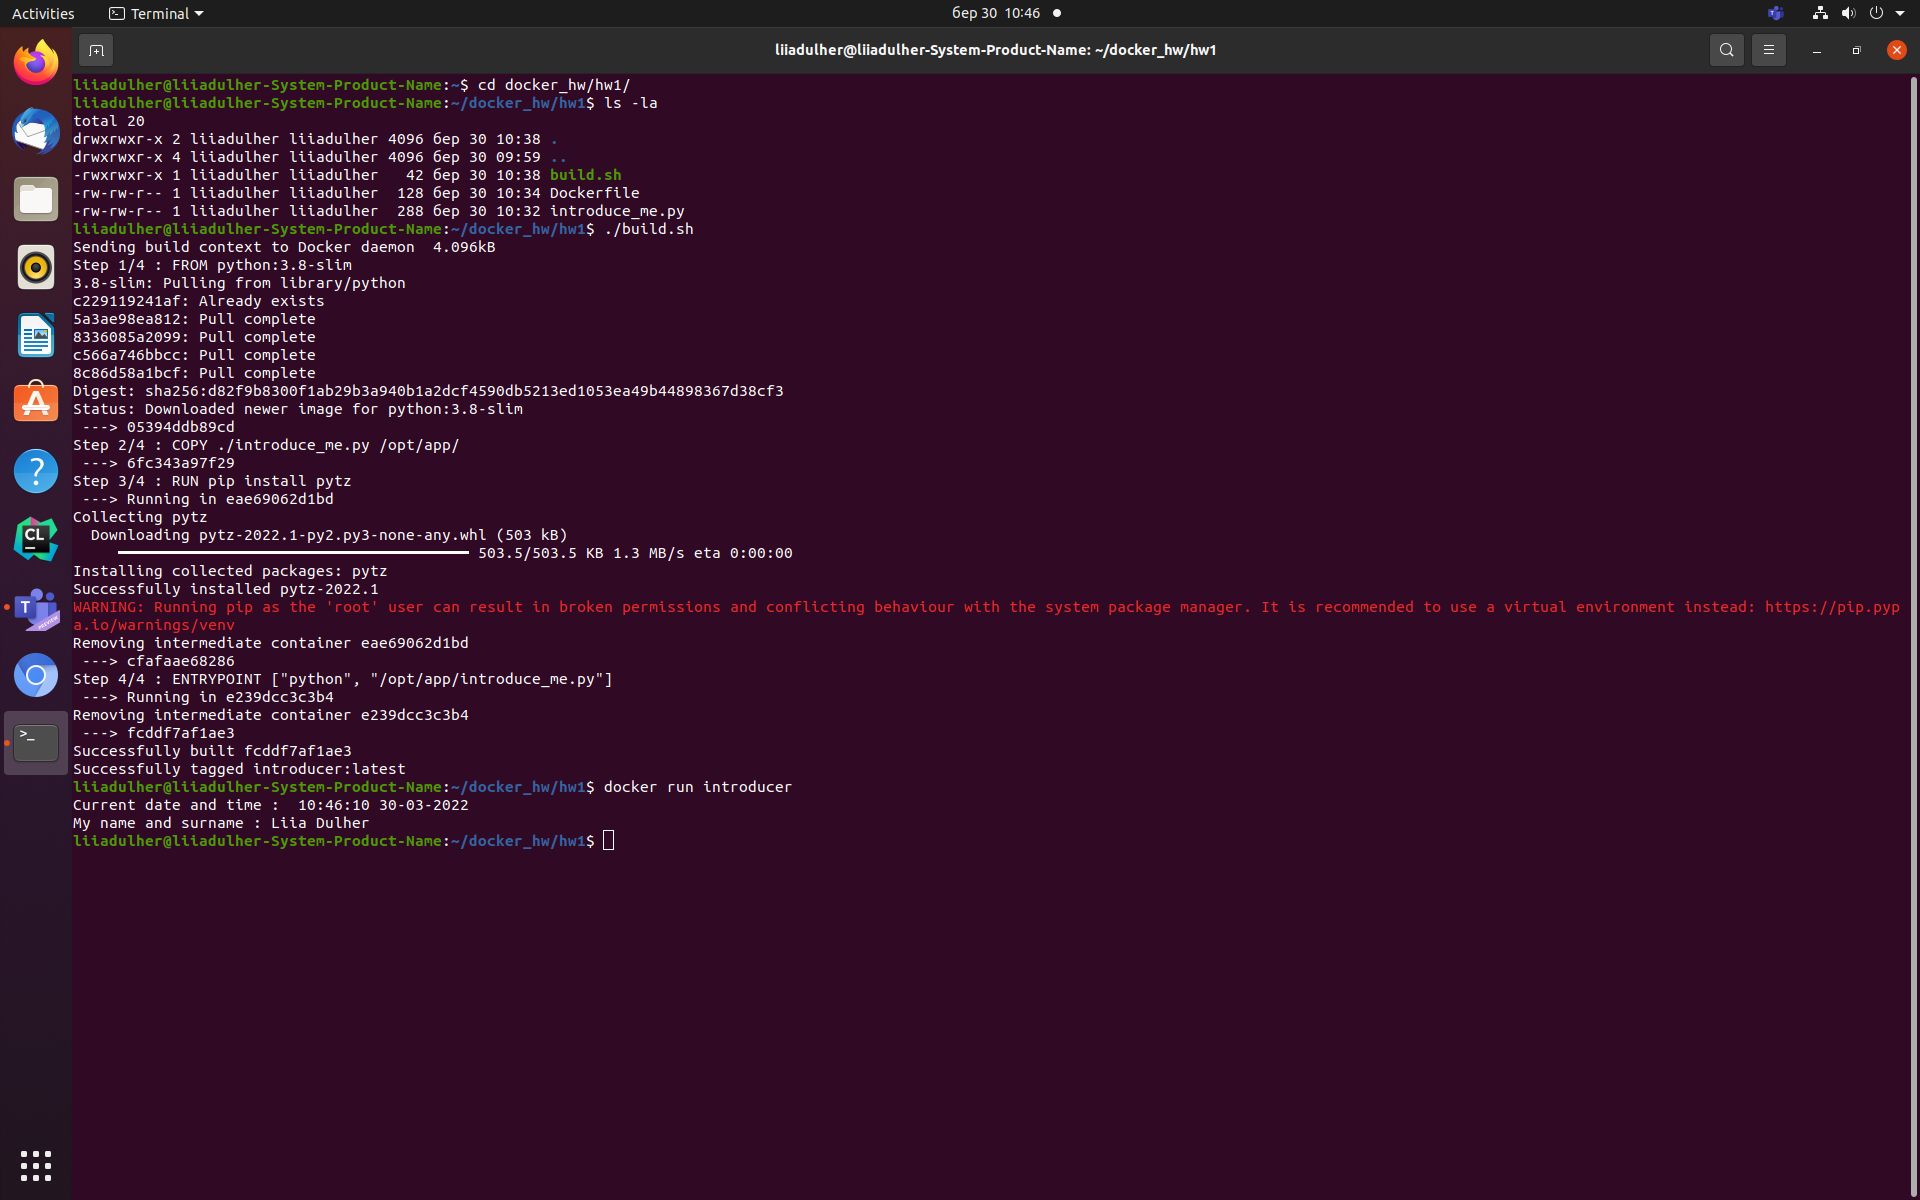 Activities
Terminal
бер 30 10:46
liiadulher@liiadulher-System-Product-Name: ~/docker_hw/hw1
liiadulher@liiadulher-System-Product-Name:~$ cd docker_hw/hw1/
liiadulher@liiadulher-System-Product-Name:~/docker_hw/hw1$ ls -la
total 20
drwxrwxr-x 2 liiadulher liiadulher 4096 бер 30 10:38 .
drwxrwxr-x 4 liiadulher liiadulher 4096 бер 30 09:59 ..
-rwxrwxr-x 1 liiadulher liiadulher   42 бер 30 10:38 build.sh
-rw-rw-r-- 1 liiadulher liiadulher  128 бер 30 10:34 Dockerfile
-rw-rw-r-- 1 liiadulher liiadulher  288 бер 30 10:32 introduce_me.py
liiadulher@liiadulher-System-Product-Name:~/docker_hw/hw1$ ./build.sh
Sending build context to Docker daemon  4.096kB
Step 1/4 : FROM python:3.8-slim
3.8-slim: Pulling from library/python
c229119241af: Already exists
5a3ae98ea812: Pull complete
8336085a2099: Pull complete
c566a746bbcc: Pull complete
8c86d58a1bcf: Pull complete
Digest: sha256:d82f9b8300f1ab29b3a940b1a2dcf4590db5213ed1053ea49b44898367d38cf3
Status: Downloaded newer image for python:3.8-slim
 ---> 05394ddb89cd
Step 2/4 : COPY ./introduce_me.py /opt/app/
 ---> 6fc343a97f29
Step 3/4 : RUN pip install pytz
 ---> Running in eae69062d1bd
Collecting pytz
  Downloading pytz-2022.1-py2.py3-none-any.whl (503 kB)
503.5/503.5 KB 1.3 MB/s eta 0:00:00
Installing collected packages: pytz
Successfully installed pytz-2022.1
WARNING: Running pip as the 'root' user can result in broken permissions and conflicting behaviour with the system package manager. It is recommended to use a virtual environment instead: https://pip.pyp
a.io/warnings/venv
Removing intermediate container eae69062d1bd
 ---> cfafaae68286
Step 4/4 : ENTRYPOINT ["python", "/opt/app/introduce_me.py"]
 ---> Running in e239dcc3c3b4
Removing intermediate container e239dcc3c3b4
 ---> fcddf7af1ae3
Successfully built fcddf7af1ae3
Successfully tagged introducer:latest
liiadulher@liiadulher-System-Product-Name:~/docker_hw/hw1$ docker run introducer
Current date and time :  10:46:10 30-03-2022
My name and surname : Liia Dulher
liiadulher@liiadulher-System-Product-Name:~/docker_hw/hw1$
CL
T
PREVIEW